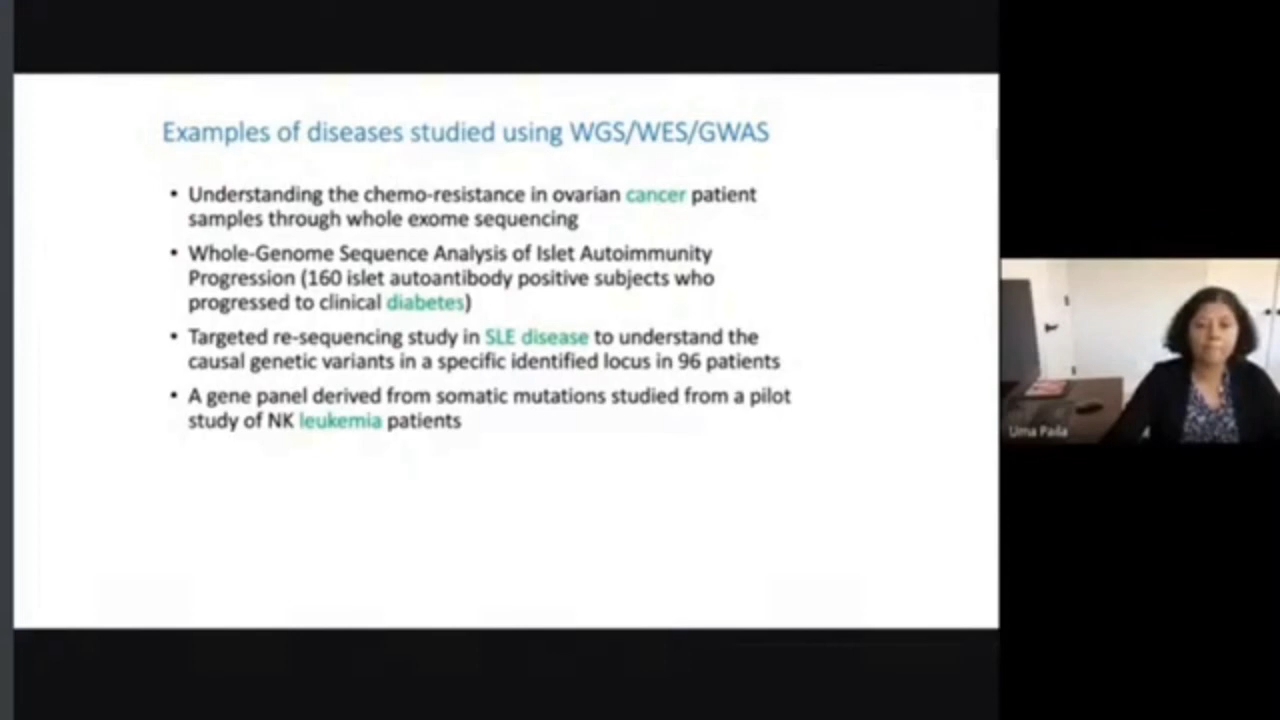 Examples of diseases studied using WGS/WES/GWAS
• Understanding the chemo-resistance in ovarian cancer patient
samples through whole exome sequencing
• Whole-Genome Sequence Analysis of Islet Autoimmunity
Progression (160 islet autoantibody positive subjects who
progressed to clinical diabetes)
• Targeted re-sequencing study in SLE disease to understand the
causal genetic variants in a specific identified locus in 96 patients
• A gene panel derived from somatic mutations studied from a pilot
study of NK leukemia patients
Uma Paila